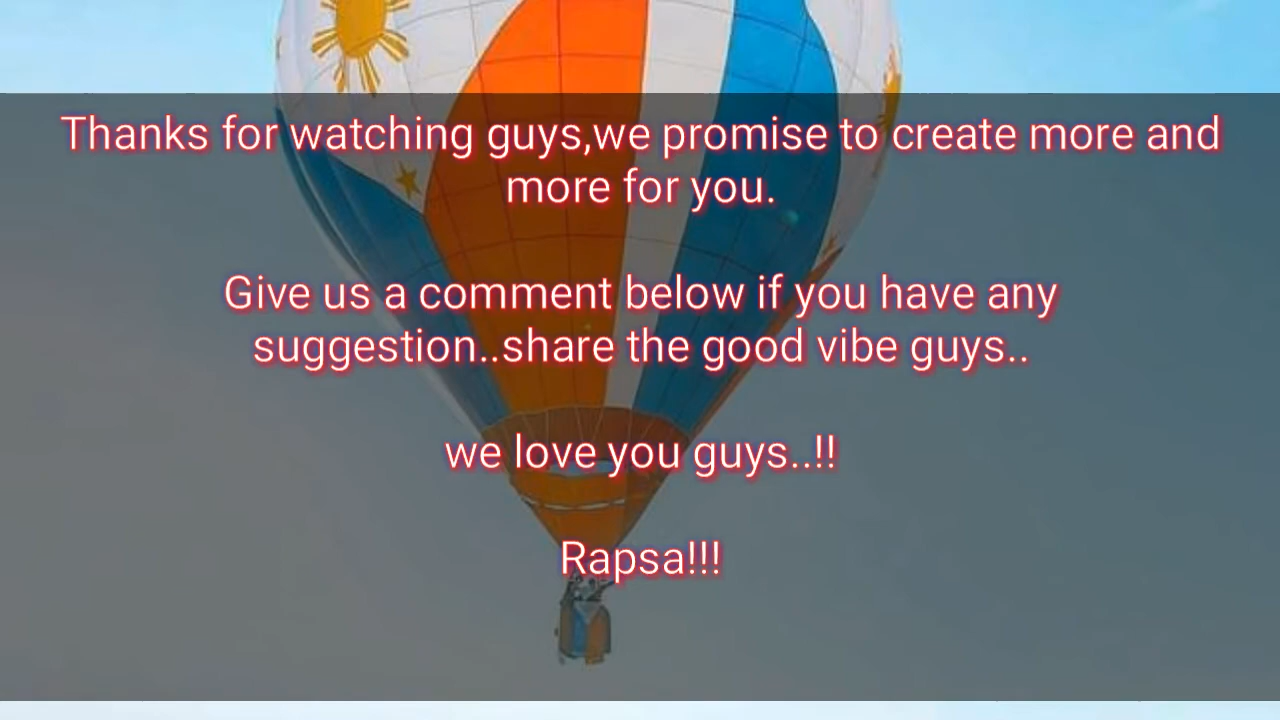 Thanks for watching guys,we promise to create more and
more for you.
Give us a comment below if you have any
suggestion..share the good vibe guys..
we love you guys..!!
Rapsa!!!